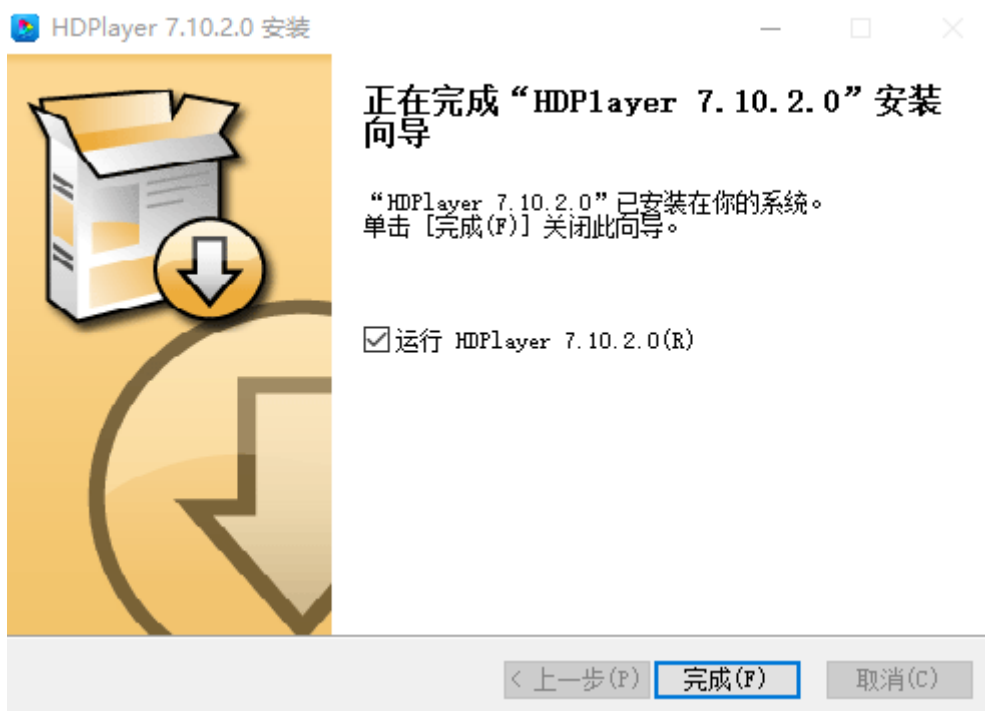 HDPlayer 7.10.2.0 安装
正在完成“HDPlayer 7.10.2.0”安装
向导
“HDPlayer 7.10.2.0”已安装在你的系统。
单击 [完成(F)] 关闭此向导。
运行 HDPlayer 7.10.2.0(R)
< 上一步(P) 完成(F) 取消(C)